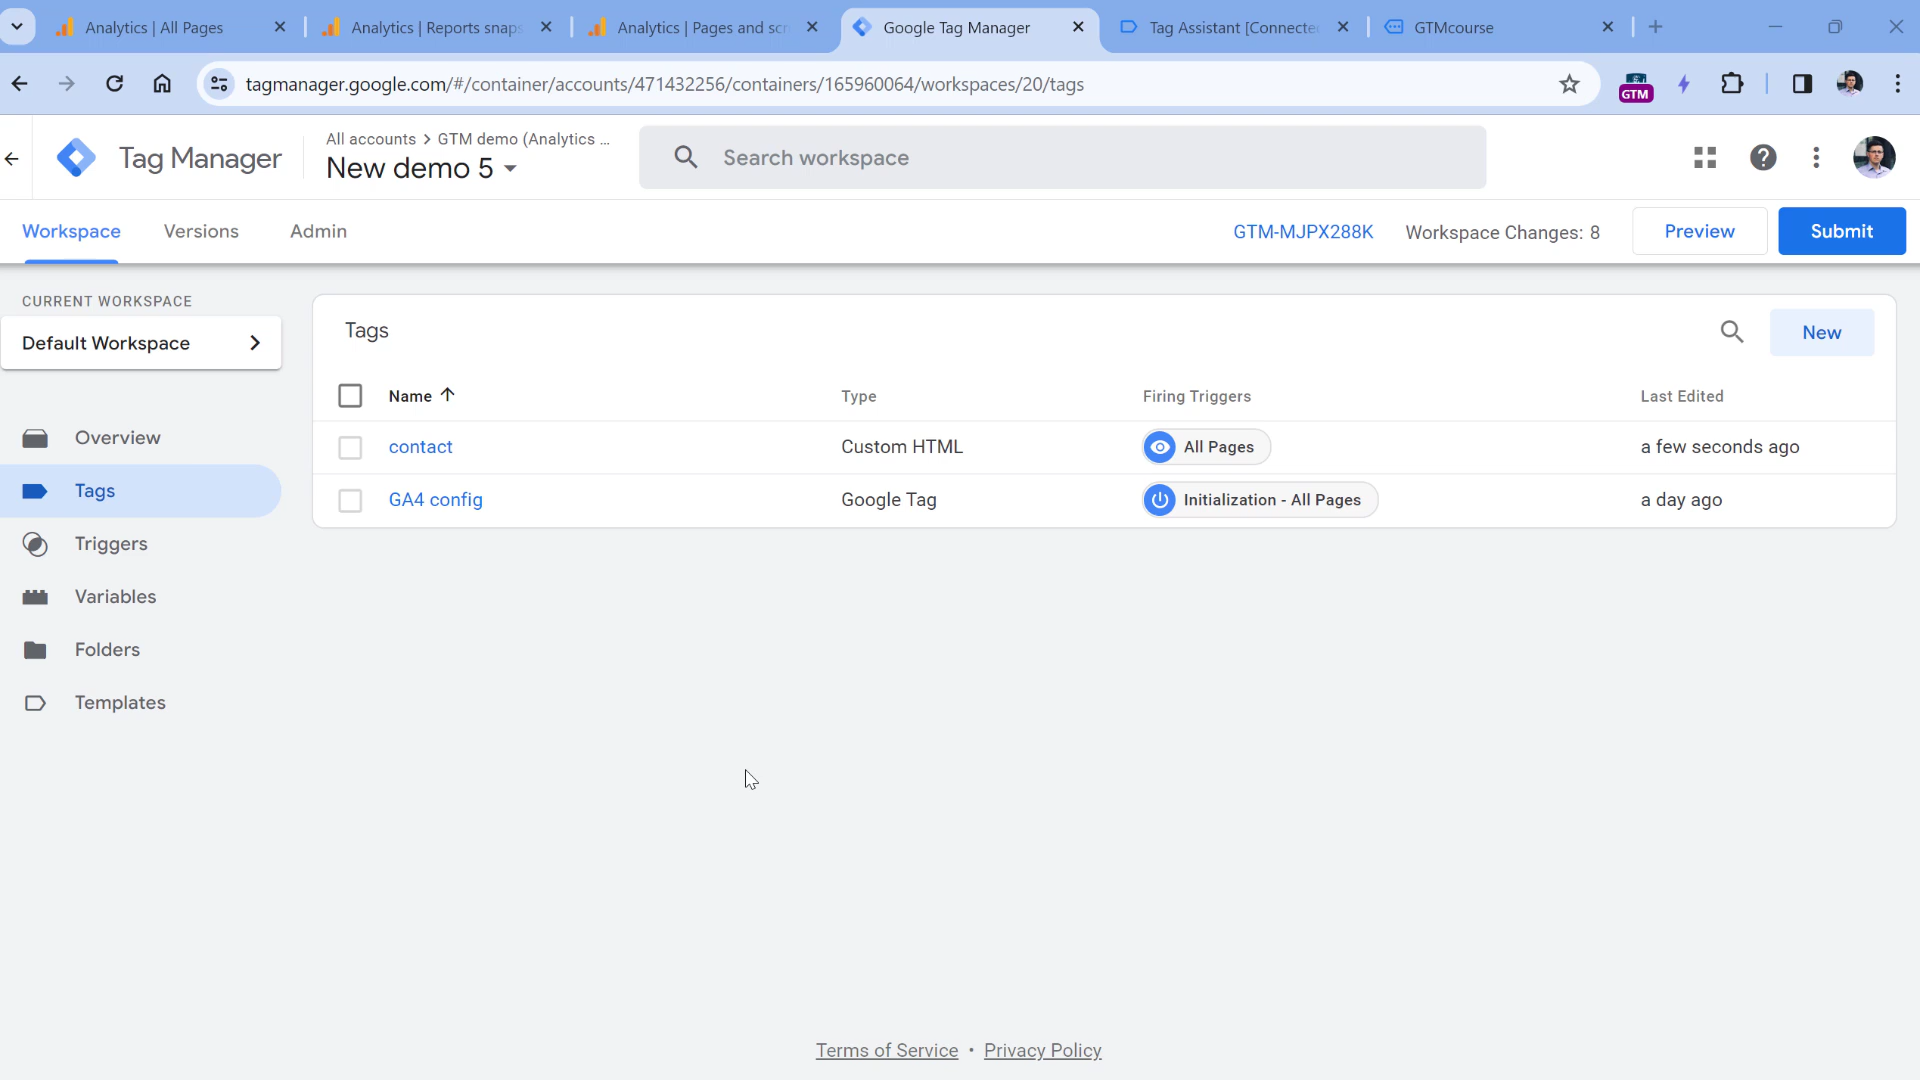 Analytics | All Pages
Analytics | Reports snaps
Analytics | Pages and scr
Google Tag Manager
Tag Assistant [Connecte
GTMcourse
tagmanager.google.com/#/container/accounts/471432256/containers/165960064/workspaces/20/tags
GTM
Tag Manager
All accounts > GTM demo (Analytics ...
New demo 5
Search workspace
Workspace
Versions
Admin
GTM-MJPX288K
Workspace Changes: 8
Preview
Submit
CURRENT WORKSPACE
Default Workspace
Overview
Tags
Triggers
Variables
Folders
Templates
Tags
New
Name
Type
Firing Triggers
Last Edited
contact
Custom HTML
All Pages
a few seconds ago
GA4 config
Google Tag
Initialization - All Pages
a day ago
Terms of Service • Privacy Policy